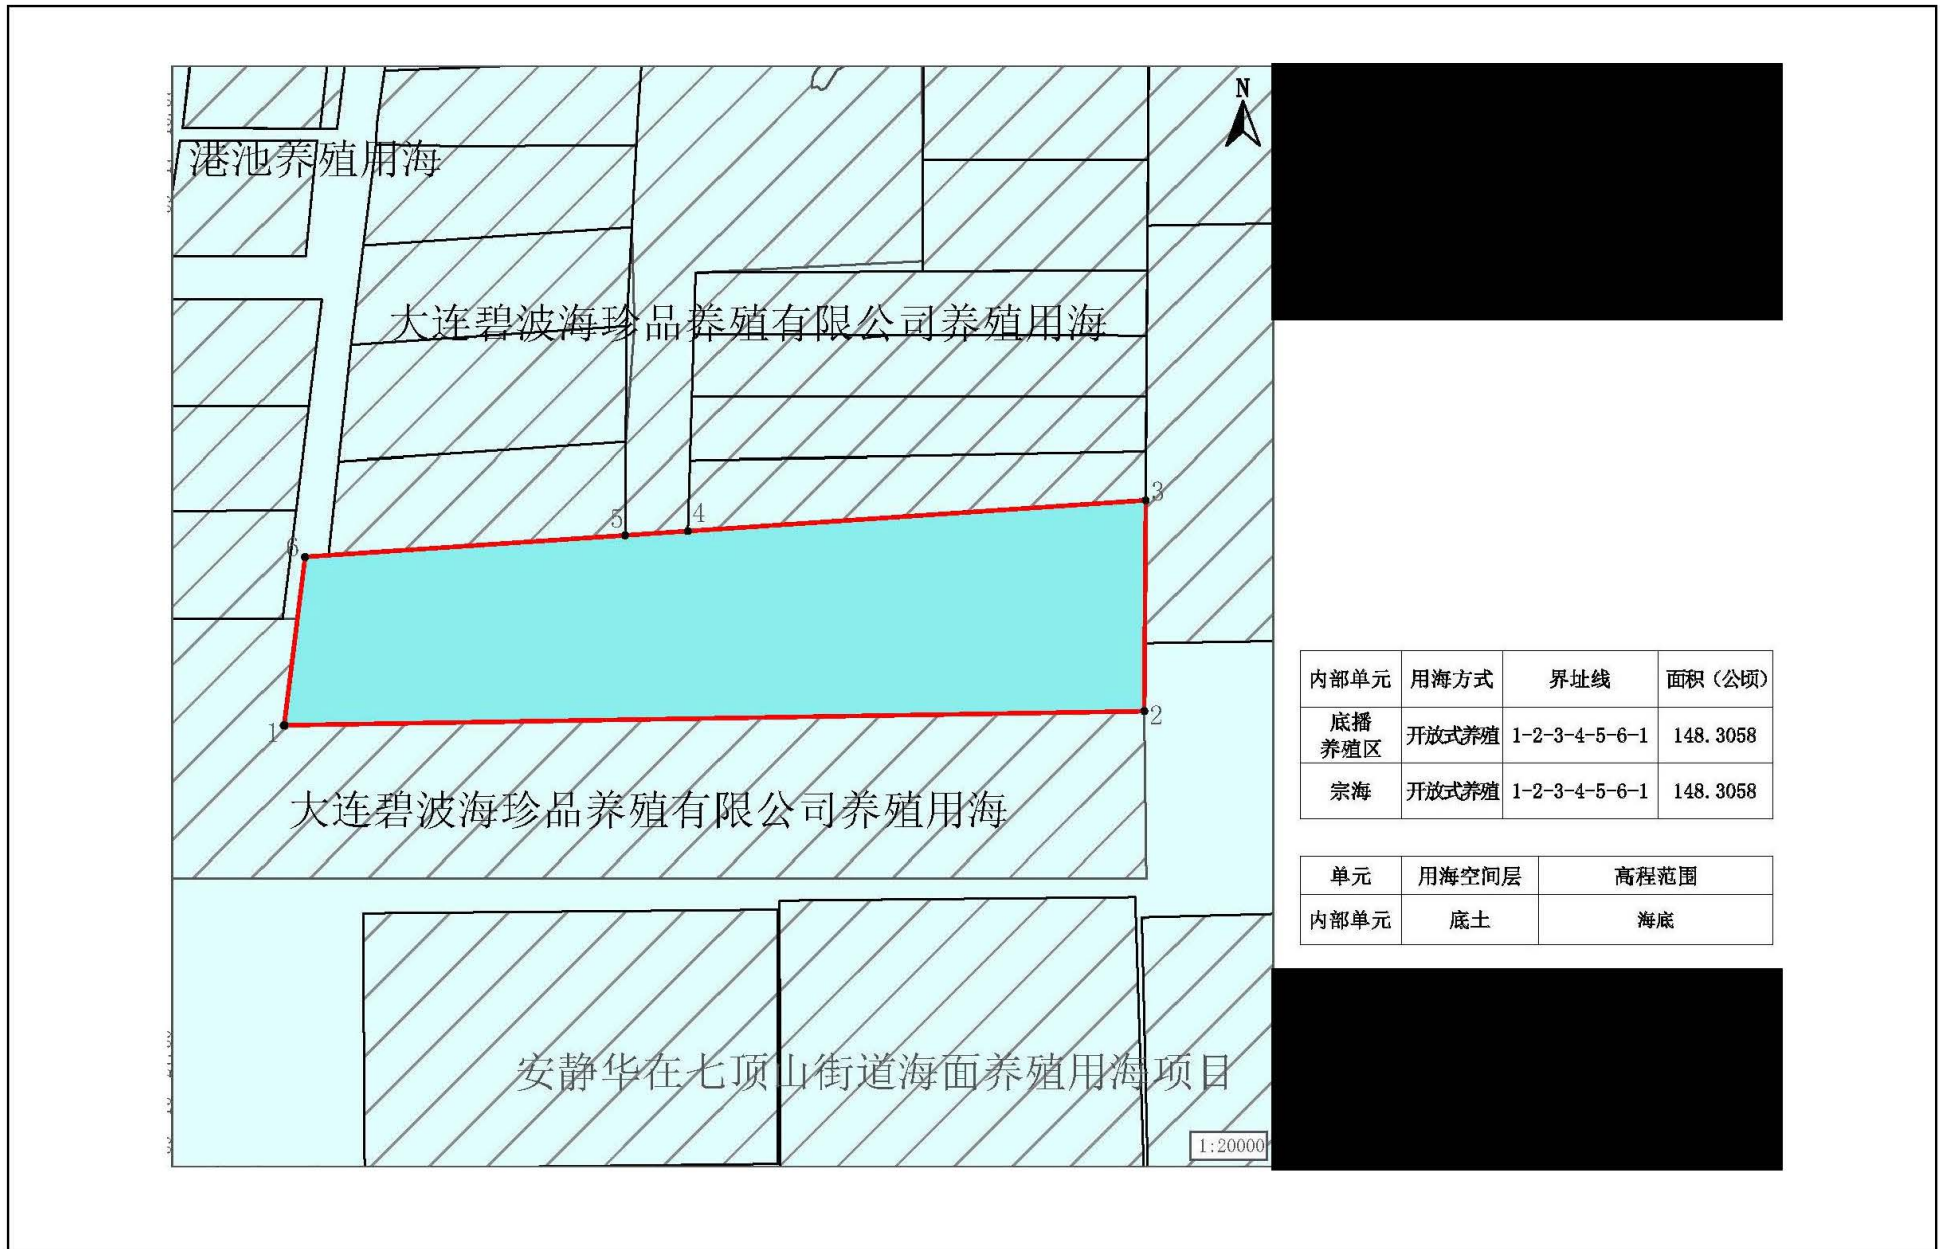 N
港池养殖用海
大连碧波海珍品养殖有限公司养殖用海
3
4
5
6
1
2
大连碧波海珍品养殖有限公司养殖用海
安静华在七顶山街道海面养殖用海项目
1:20000
内部单元 用海方式 界址线 面积（公顷）
底播
养殖区 开放式养殖 1-2-3-4-5-6-1 148.3058
宗海 开放式养殖 1-2-3-4-5-6-1 148.3058
单元 用海空间层 高程范围
内部单元 底土 海底